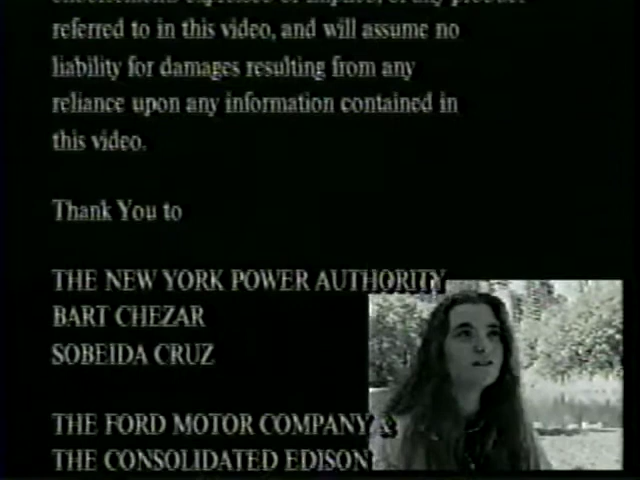 referred to in this video, and will assume no
liability for damages resulting from any
reliance upon any information contained in
this video.
Thank You to
THE NEW YORK POWER AUTHORITY
BART CHEZAR
SOBEIDA CRUZ
THE FORD MOTOR COMPANY &
THE CONSOLIDATED EDISON